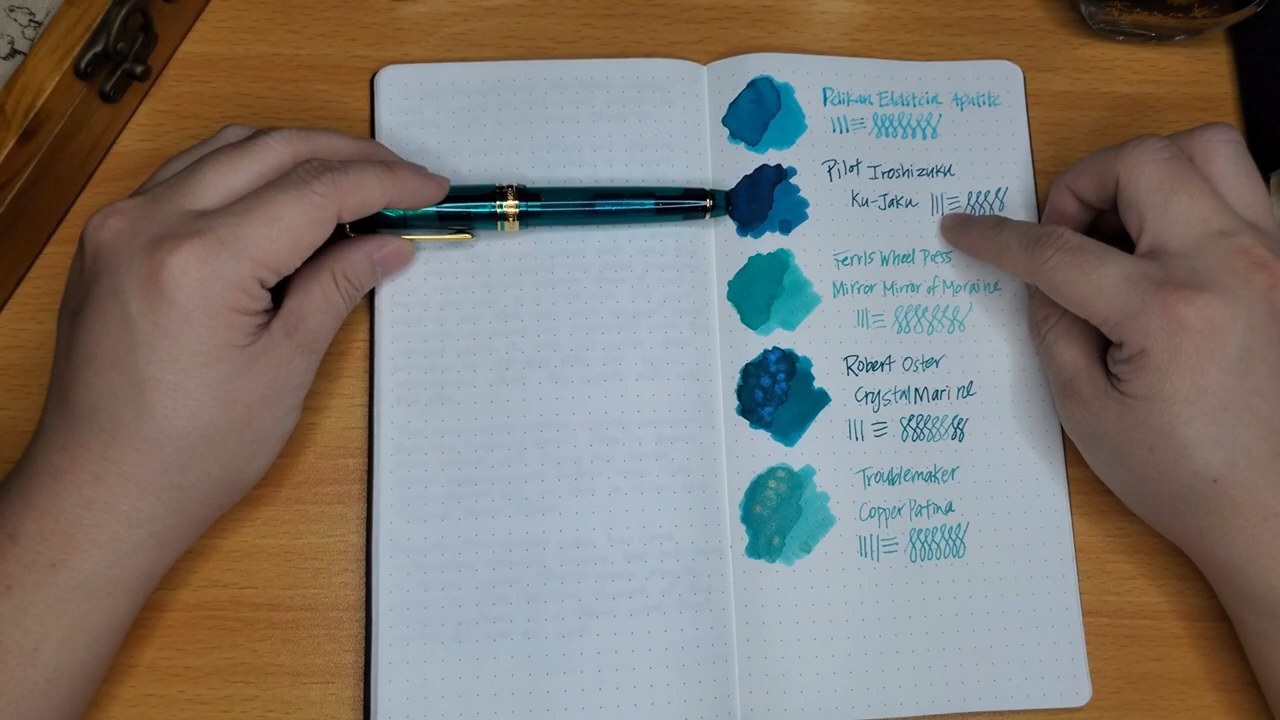 Pelikan Edelstein Apatite
Pilot Iroshizuku
Ku-Jaku
Ferris Wheel Press
Mirror Mirror of Moraine
Robert Oster
Crystal Marine
Troublemaker
Copper Patina